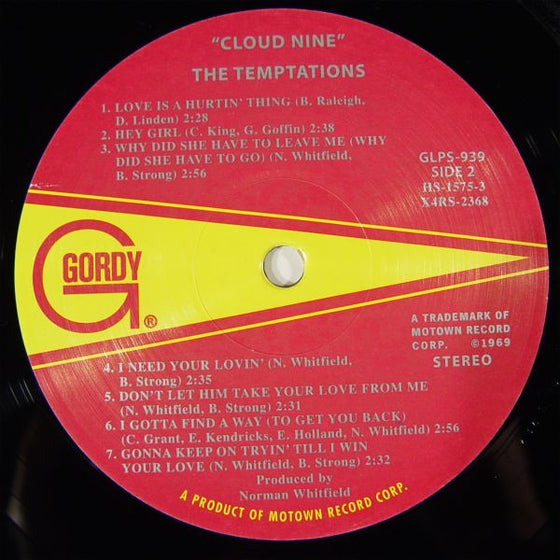 "CLOUD NINE"
THE TEMPTATIONS
1. LOVE IS A HURTIN' THING (B. Raleigh,
D. Linden) 2:28
2. HEY GIRL (C. King, G. Goffin) 2:38
3. WHY DID SHE HAVE TO LEAVE ME (WHY
DID SHE HAVE TO GO) (N. Whitfield,
B. Strong) 2:56
GLPS-939
SIDE 2
HS-1575-3
X4RS-2368
GORDY
G®
A TRADEMARK OF
MOTOWN RECORD
CORP. ©1969
STEREO
4. I NEED YOUR LOVIN' (N. Whitfield,
B. Strong) 2:35
5. DON'T LET HIM TAKE YOUR LOVE FROM ME
(N. Whitfield, B. Strong) 2:31
6. I GOTTA FIND A WAY (TO GET YOU BACK)
(C. Grant, E. Kendricks, E. Holland, N. Whitfield) 2:56
7. GONNA KEEP ON TRYIN' TILL I WIN
YOUR LOVE (N. Whitfield, B. Strong) 2:32
Produced by
Norman Whitfield
A PRODUCT OF MOTOWN RECORD CORP.